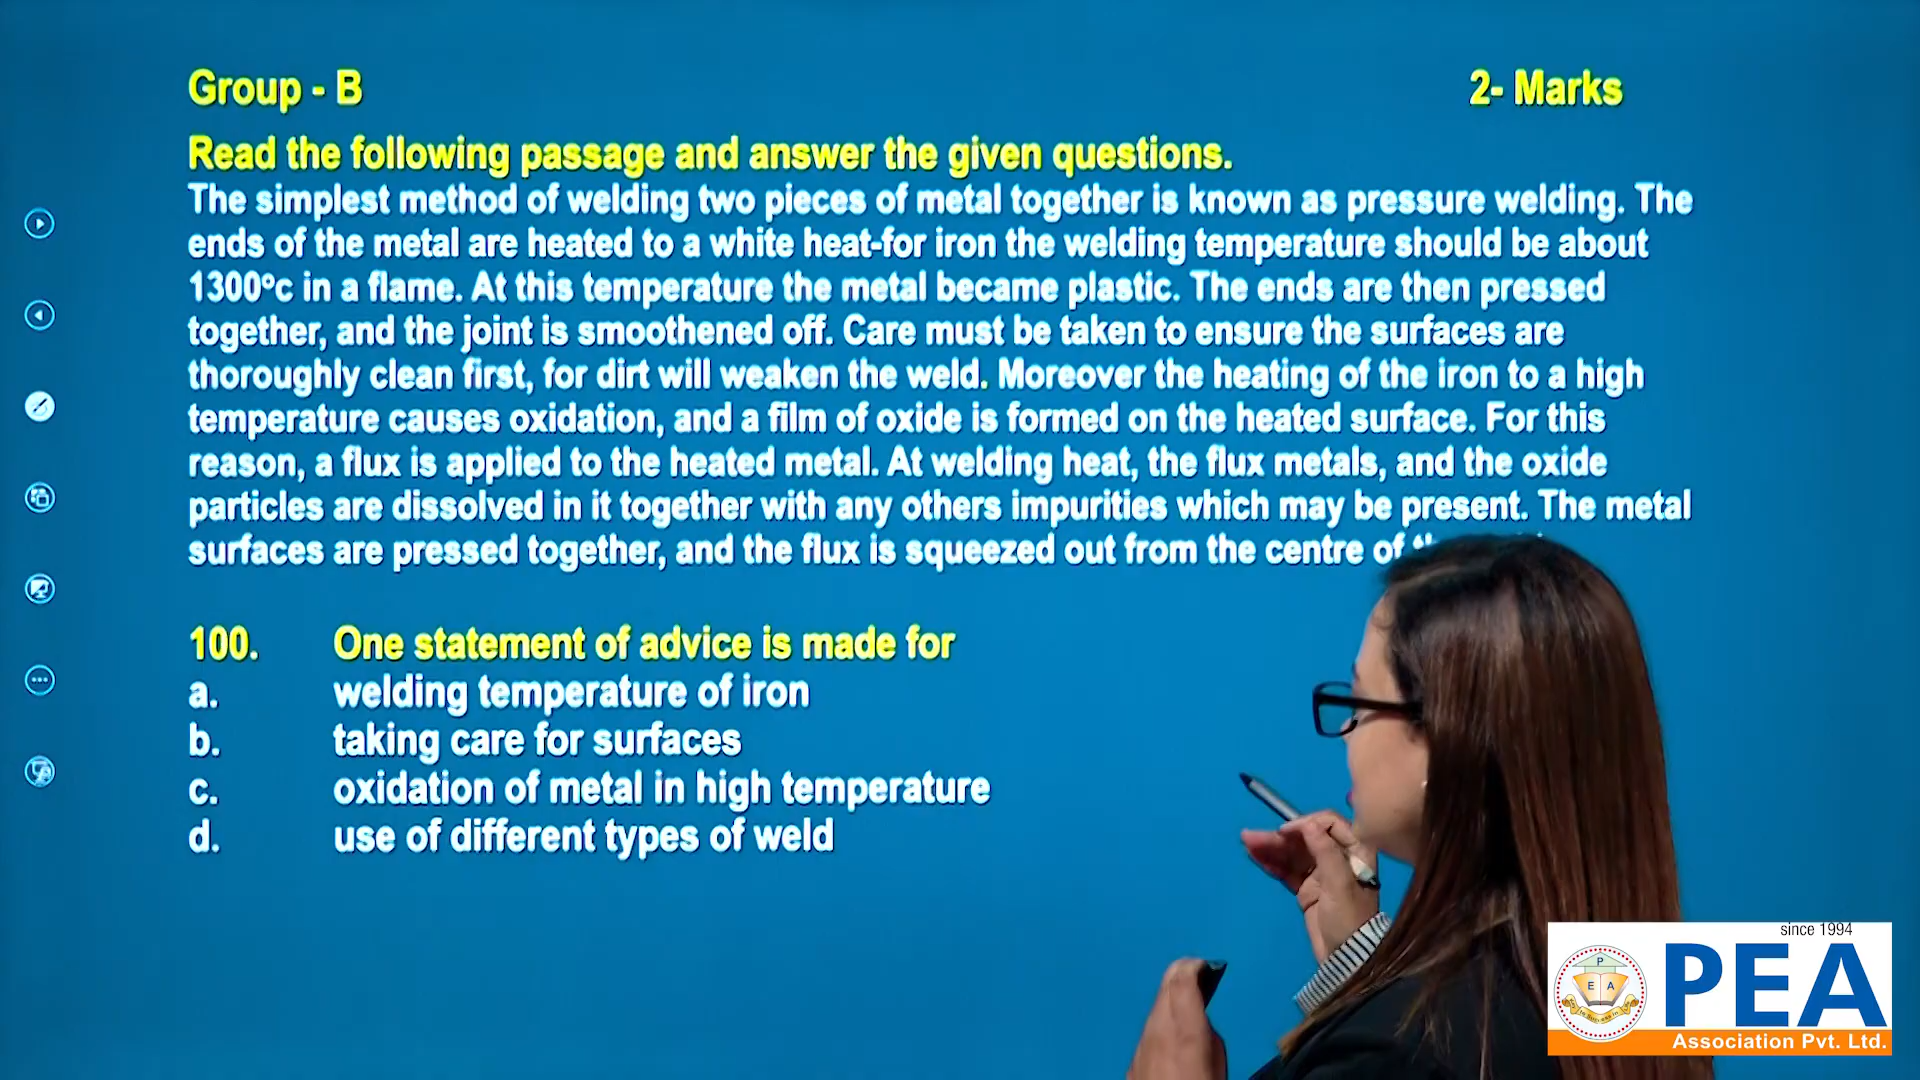 Group - B
2- Marks
Read the following passage and answer the given questions.
The simplest method of welding two pieces of metal together is known as pressure welding. The
ends of the metal are heated to a white heat-for iron the welding temperature should be about
1300ºc in a flame. At this temperature the metal became plastic. The ends are then pressed
together, and the joint is smoothened off. Care must be taken to ensure the surfaces are
thoroughly clean first, for dirt will weaken the weld. Moreover the heating of the iron to a high
temperature causes oxidation, and a film of oxide is formed on the heated surface. For this
reason, a flux is applied to the heated metal. At welding heat, the flux metals, and the oxide
particles are dissolved in it together with any others impurities which may be present. The metal
surfaces are pressed together, and the flux is squeezed out from the centre of
100. One statement of advice is made for
a. welding temperature of iron
b. taking care for surfaces
c. oxidation of metal in high temperature
d. use of different types of weld
since 1994
P
E A
PEA
Association Pvt. Ltd.